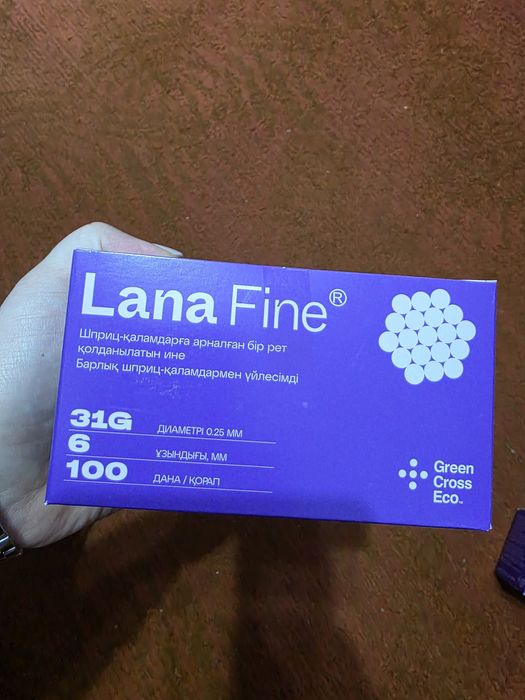 Lana Fine®
Шприц-қаламдарға арналған бір рет
қолданылатын ине
Барлық шприц-қаламдармен үйлесімді
31G ДИАМЕТРІ 0.25 ММ
6 ҰЗЫНДЫҒЫ, ММ
100 ДАНА / ҚОРАП
Green
Cross
Eco™